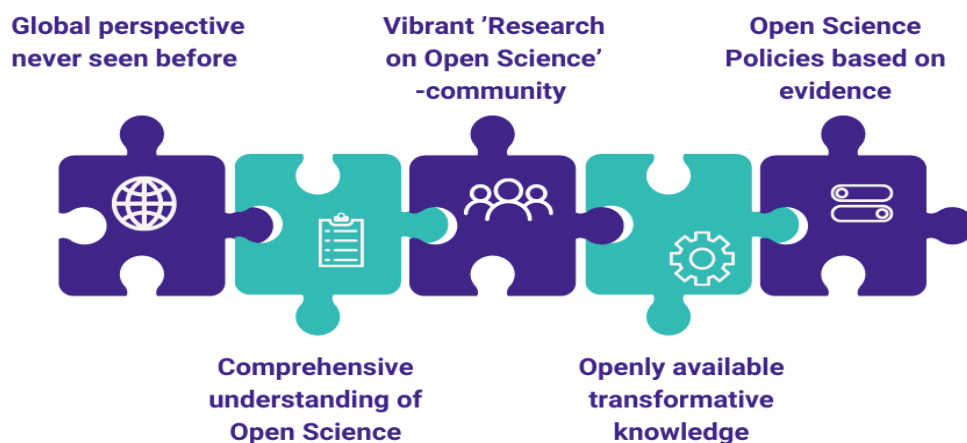 Global perspective
never seen before
Vibrant ’Research
on Open Science’
-community
Open Science
Policies based on
evidence
Comprehensive
understanding of
Open Science
Openly available
transformative
knowledge